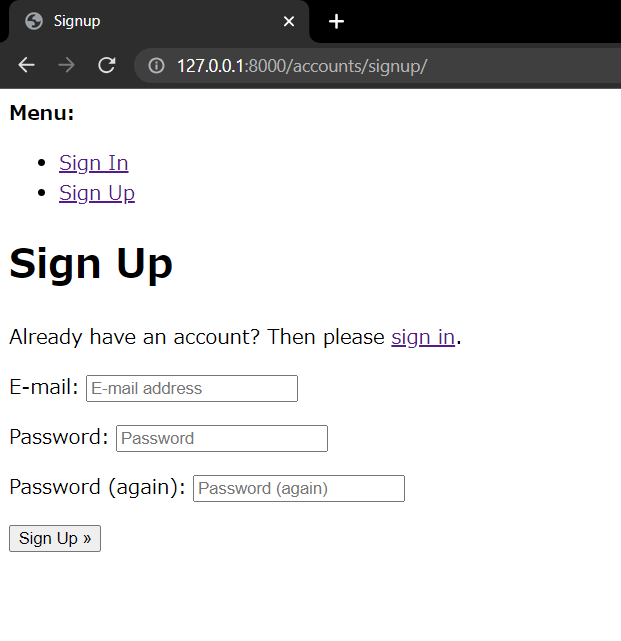 Signup
127.0.0.1:8000/accounts/signup/
Menu:
Sign In
Sign Up
Sign Up
Already have an account? Then please sign in.
E-mail: E-mail address
Password: Password
Password (again): Password (again)
Sign Up »